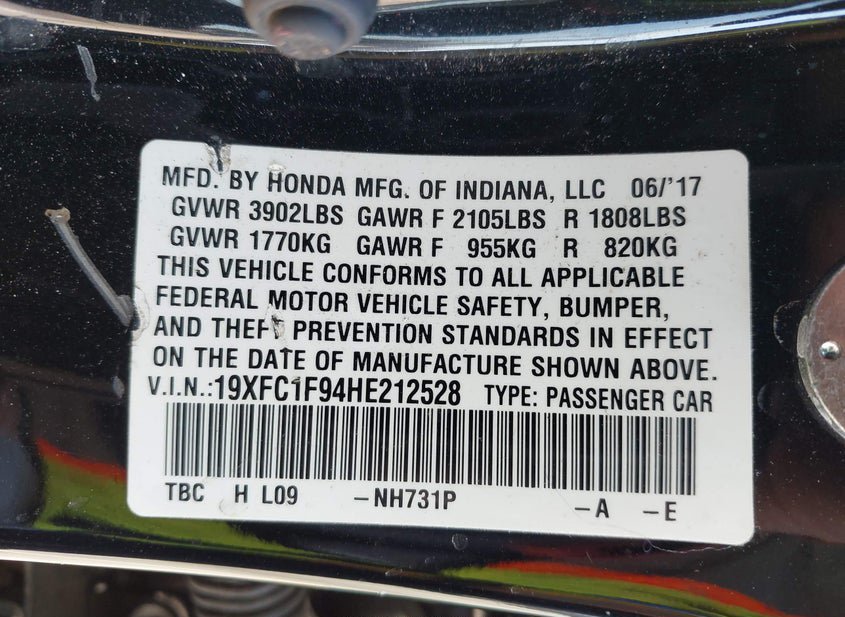 MFD. BY HONDA MFG. OF INDIANA, LLC 06/'17
GVWR 3902LBS GAWR F 2105LBS R 1808LBS
GVWR 1770KG GAWR F 955KG R 820KG
THIS VEHICLE CONFORMS TO ALL APPLICABLE
FEDERAL MOTOR VEHICLE SAFETY, BUMPER,
AND THEFT PREVENTION STANDARDS IN EFFECT
ON THE DATE OF MANUFACTURE SHOWN ABOVE.
V.I.N.:19XFC1F94HE212528 TYPE: PASSENGER CAR
TBC H L09 -NH731P -A -E